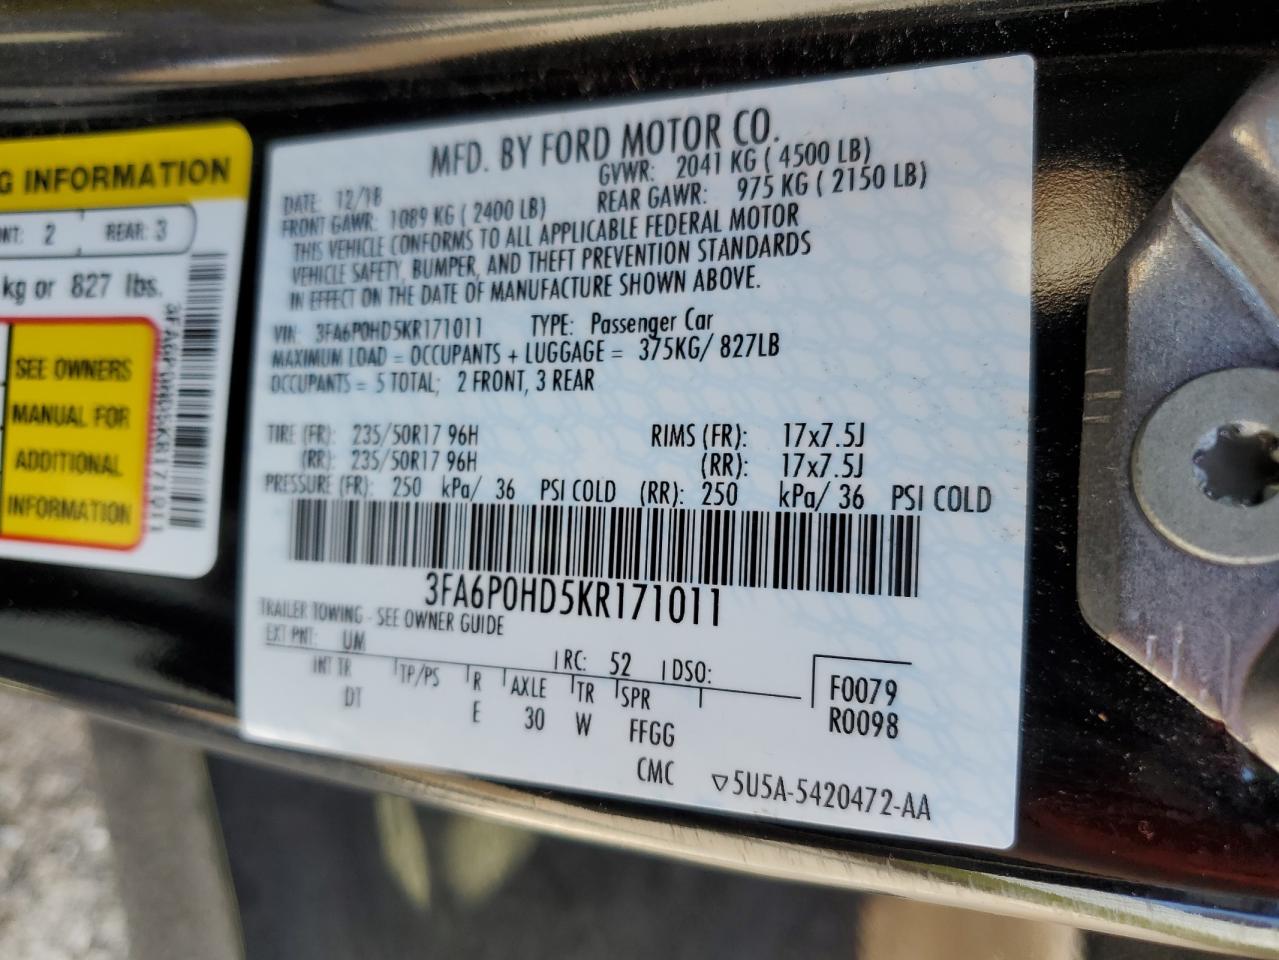 G INFORMATION
NT: 2 REAR: 3
kg or 827 lbs.
SEE OWNERS
MANUAL FOR
ADDITIONAL
INFORMATION
3FA6P0HD5KR171011
MFD. BY FORD MOTOR CO.
DATE: 12/18 GVWR: 2041 KG ( 4500 LB)
FRONT GAWR: 1089 KG ( 2400 LB) REAR GAWR: 975 KG ( 2150 LB)
THIS VEHICLE CONFORMS TO ALL APPLICABLE FEDERAL MOTOR
VEHICLE SAFETY, BUMPER, AND THEFT PREVENTION STANDARDS
IN EFFECT ON THE DATE OF MANUFACTURE SHOWN ABOVE.
VIN: 3FA6P0HD5KR171011 TYPE: Passenger Car
MAXIMUM LOAD = OCCUPANTS + LUGGAGE = 375KG/ 827LB
OCCUPANTS = 5 TOTAL; 2 FRONT, 3 REAR
TIRE (FR): 235/50R17 96H RIMS (FR): 17x7.5J
(RR): 235/50R17 96H (RR): 17x7.5J
PRESSURE (FR): 250 kPa/ 36 PSI COLD (RR): 250 kPa/ 36 PSI COLD
3FA6P0HD5KR171011
TRAILER TOWING - SEE OWNER GUIDE
EXT PNT: UM RC: 52 DSO:
INT TR TP/PS R AXLE TR SPR F0079
DT E 30 W FFGG R0098
CMC ▽5U5A-5420472-AA